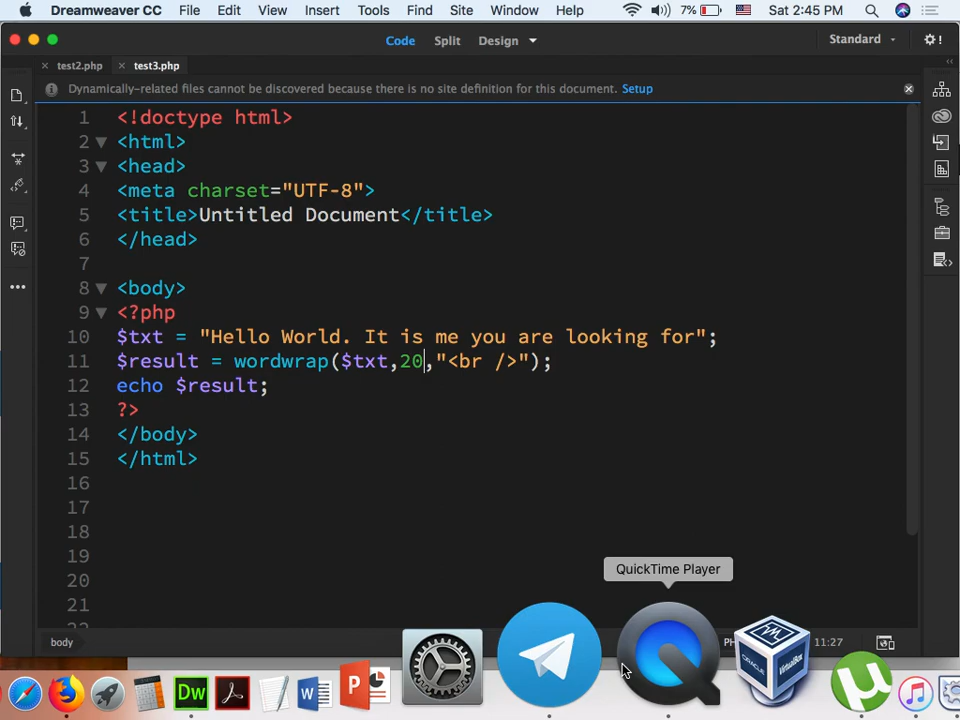 Dreamweaver CC File Edit View Insert Tools Find Site Window Help 7% Sat 2:45 PM
Code Split Design Standard
test2.php test3.php
Dynamically-related files cannot be discovered because there is no site definition for this document. Setup
1 <!doctype html>
2 <html>
3 <head>
4 <meta charset="UTF-8">
5 <title>Untitled Document</title>
6 </head>
7
8 <body>
9 <?php
10 $txt = "Hello World. It is me you are looking for";
11 $result = wordwrap($txt,20,"<br />");
12 echo $result;
13 ?>
14 </body>
15 </html>
16
17
18
19
20
21
QuickTime Player
body PH 11:27
Dw W P
ORACLE VirtualBox